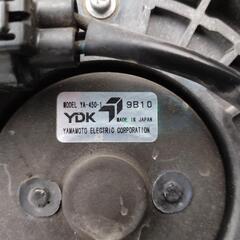 MODEL YA-450-1 9B10
YDK MADE IN JAPAN
YAMAMOTO ELECTRIC CORPORATION